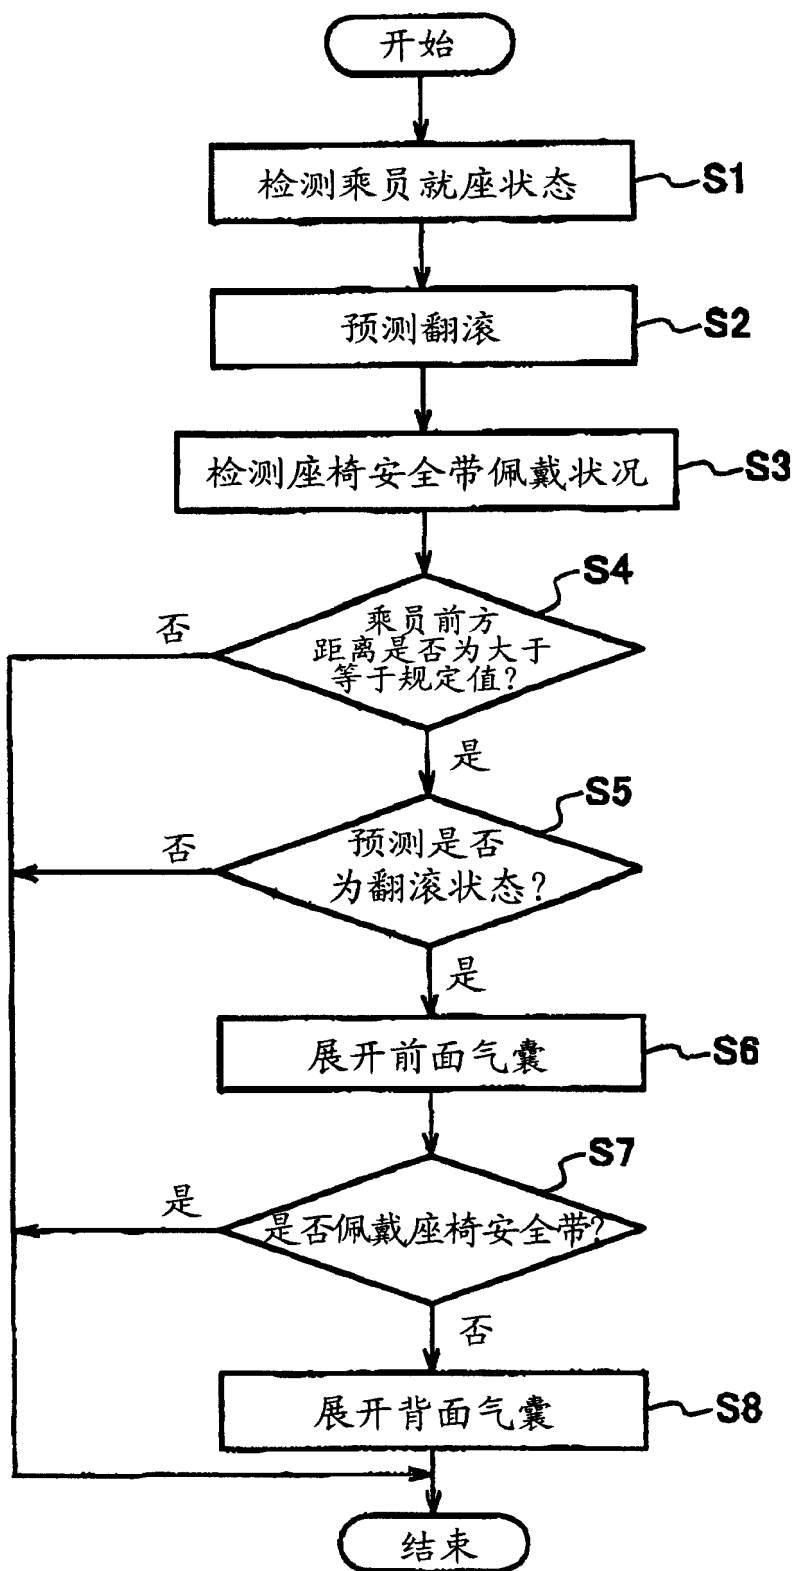 开始
检测乘员就座状态
S1
预测翻滚
S2
检测座椅安全带佩戴状况
S3
S4
乘员前方
距离是否为大于
等于规定值?
否
是
S5
预测是否
为翻滚状态?
否
是
展开前面气囊
S6
S7
是否佩戴座椅安全带?
是
否
展开背面气囊
S8
结束